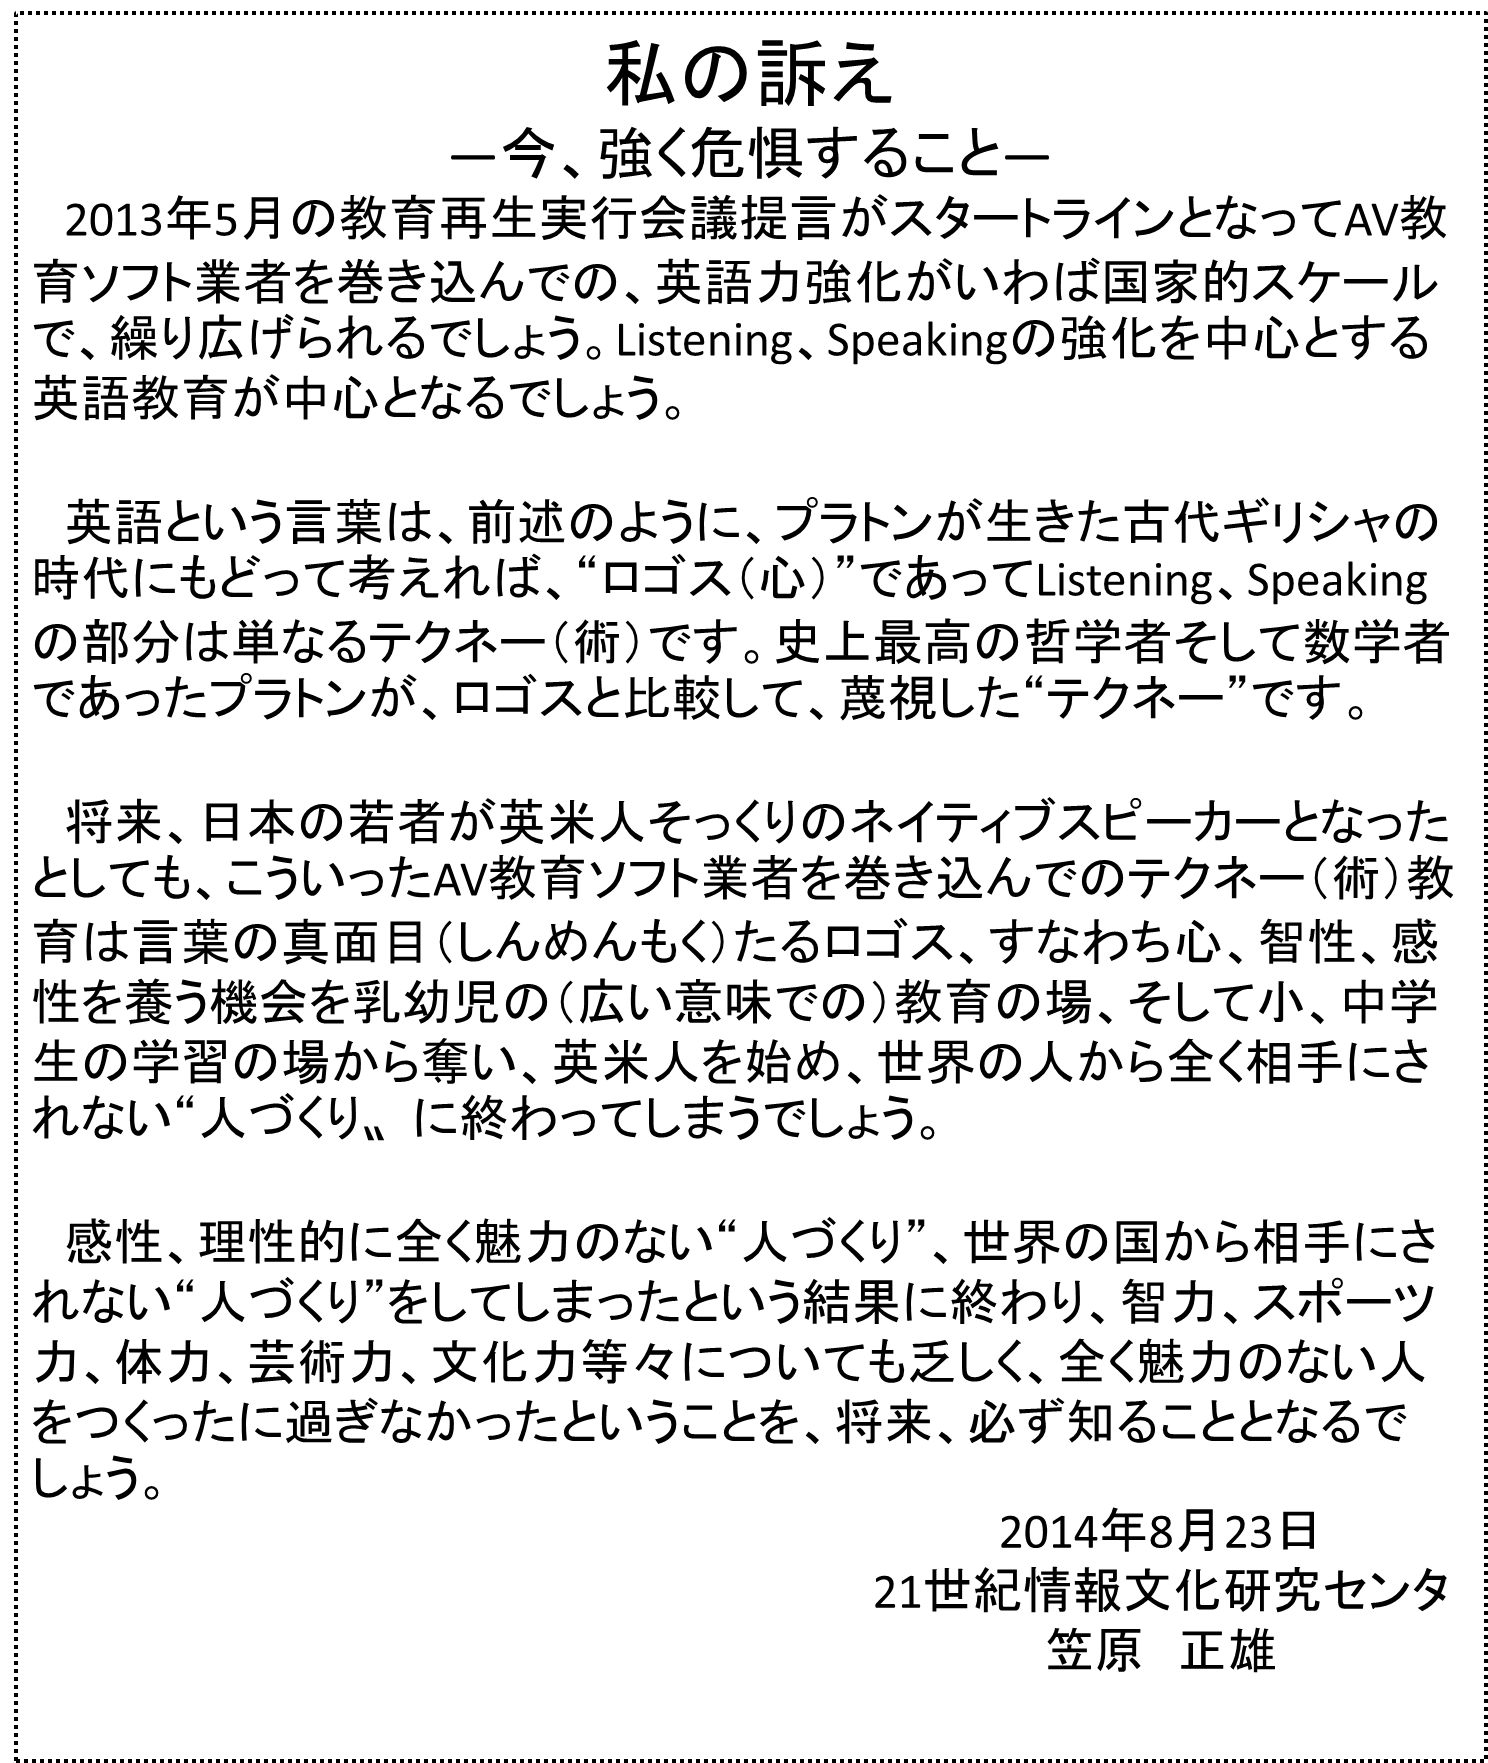 私の訴え
―今、強く危惧すること―
2013年5月の教育再生実行会議提言がスタートラインとなってAV教
育ソフト業者を巻き込んでの、英語力強化がいわば国家的スケール
で、繰り広げられるでしょう。Listening、Speakingの強化を中心とする
英語教育が中心となるでしょう。
英語という言葉は、前述のように、プラトンが生きた古代ギリシャの
時代にもどって考えれば、“ロゴス（心）”であってListening、Speaking
の部分は単なるテクネー（術）です。史上最高の哲学者そして数学者
であったプラトンが、ロゴスと比較して、蔑視した“テクネー”です。
将来、日本の若者が英米人そっくりのネイティブスピーカーとなった
としても、こういったAV教育ソフト業者を巻き込んでのテクネー（術）教
育は言葉の真面目（しんめんもく）たるロゴス、すなわち心、智性、感
性を養う機会を乳幼児の（広い意味での）教育の場、そして小、中学
生の学習の場から奪い、英米人を始め、世界の人から全く相手にさ
れない“人づくり〟に終わってしまうでしょう。
感性、理性的に全く魅力のない“人づくり”、世界の国から相手にさ
れない“人づくり”をしてしまったという結果に終わり、智力、スポーツ
力、体力、芸術力、文化力等々についても乏しく、全く魅力のない人
をつくったに過ぎなかったということを、将来、必ず知ることとなるで
しょう。
2014年8月23日
21世紀情報文化研究センタ
笠原　正雄